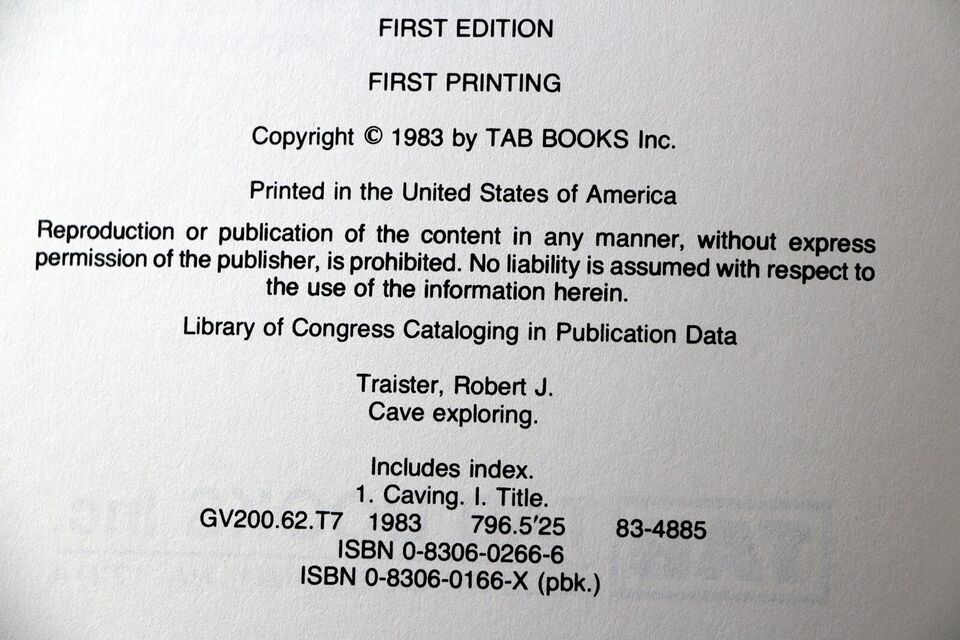 FIRST EDITION
FIRST PRINTING
Copyright © 1983 by TAB BOOKS Inc.
Printed in the United States of America
Reproduction or publication of the content in any manner, without express
permission of the publisher, is prohibited. No liability is assumed with respect to
the use of the information herein.
Library of Congress Cataloging in Publication Data
Traister, Robert J.
Cave exploring.
Includes index.
1. Caving. I. Title.
GV200.62.T7 1983 796.5'25 83-4885
ISBN 0-8306-0266-6
ISBN 0-8306-0166-X (pbk.)